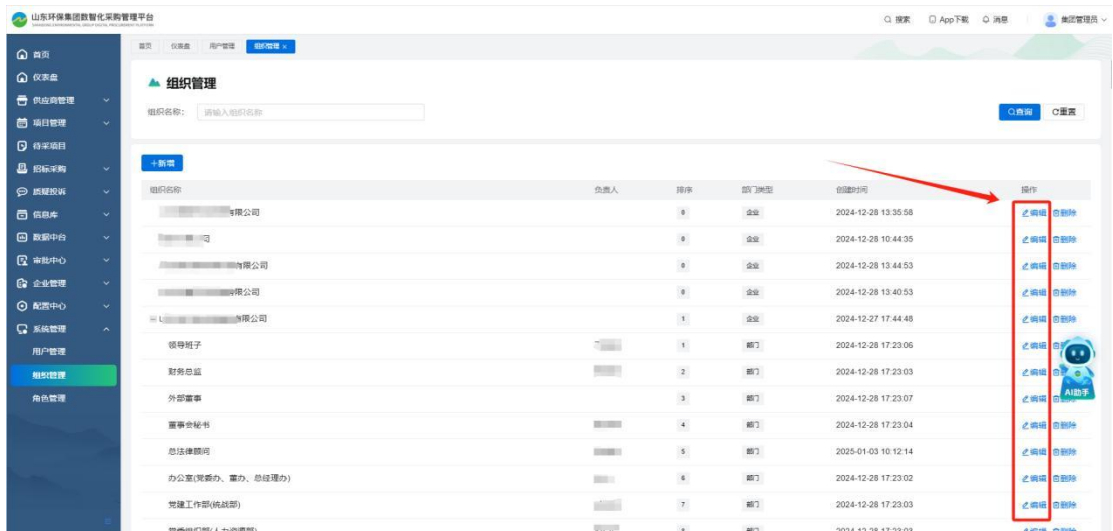 山东环保集团数智化采购管理平台
搜索 App下载 消息 集团管理员
首页 仪表盘 用户管理 组织管理 ×
首页
仪表盘
供应商管理
项目管理
待采项目
招标采购
质疑投诉
信息库
数据中台
审批中心
企业管理
配置中心
系统管理
用户管理
组织管理
角色管理
组织管理
组织名称: 请输入组织名称
查询 重置
+新增
组织名称 负责人 排序 部门类型 创建时间 操作
有限公司 0 企业 2024-12-28 13:35:58 编辑 删除
司 0 企业 2024-12-28 10:44:35 编辑 删除
有限公司 0 企业 2024-12-28 13:44:53 编辑 删除
有限公司 0 企业 2024-12-28 13:40:53 编辑 删除
有限公司 1 企业 2024-12-27 17:44:48 编辑 删除
领导班子 1 部门 2024-12-28 17:23:06 编辑
财务总监 2 部门 2024-12-28 17:23:03 编辑
外部董事 3 部门 2024-12-28 17:23:07 编辑
AI助手
董事会秘书 4 部门 2024-12-28 17:23:04 编辑 删除
总法律顾问 5 部门 2025-01-03 10:12:14 编辑 删除
办公室(党委办、董办、总经理办) 6 部门 2024-12-28 17:23:02 编辑 删除
党建工作部(统战部) 7 部门 2024-12-28 17:23:03 编辑 删除